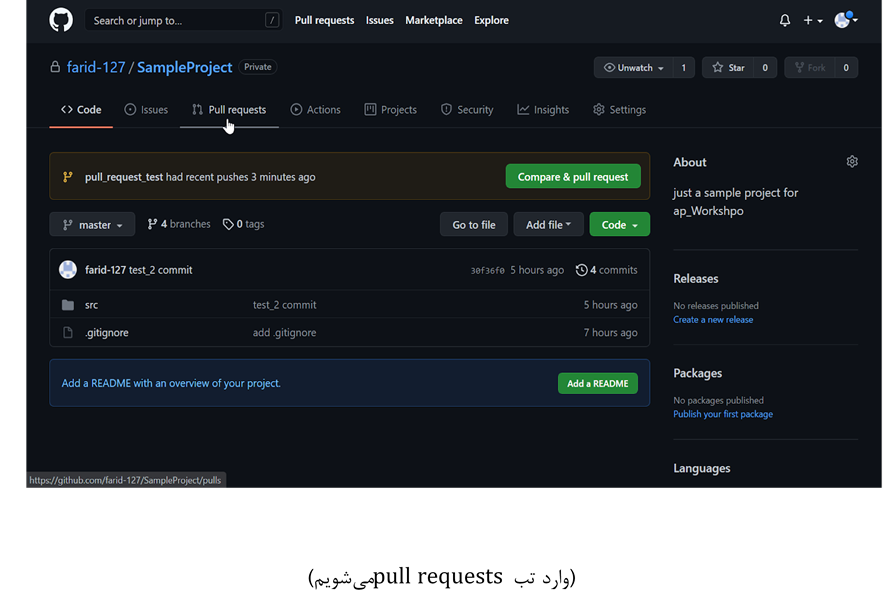 Search or jump to... /
Pull requests Issues Marketplace Explore
farid-127 / SampleProject Private
Unwatch 1 Star 0 Fork 0
Code Issues Pull requests Actions Projects Security Insights Settings
pull_request_test had recent pushes 3 minutes ago Compare & pull request
master 4 branches 0 tags Go to file Add file Code
farid-127 test_2 commit 30f36f0 5 hours ago 4 commits
src test_2 commit 5 hours ago
.gitignore add .gitignore 7 hours ago
Add a README with an overview of your project. Add a README
About
just a sample project for
ap_Workshpo
Releases
No releases published
Create a new release
Packages
No packages published
Publish your first package
Languages
https://github.com/farid-127/SampleProject/pulls
(وارد تب pull requests می‌شویم)